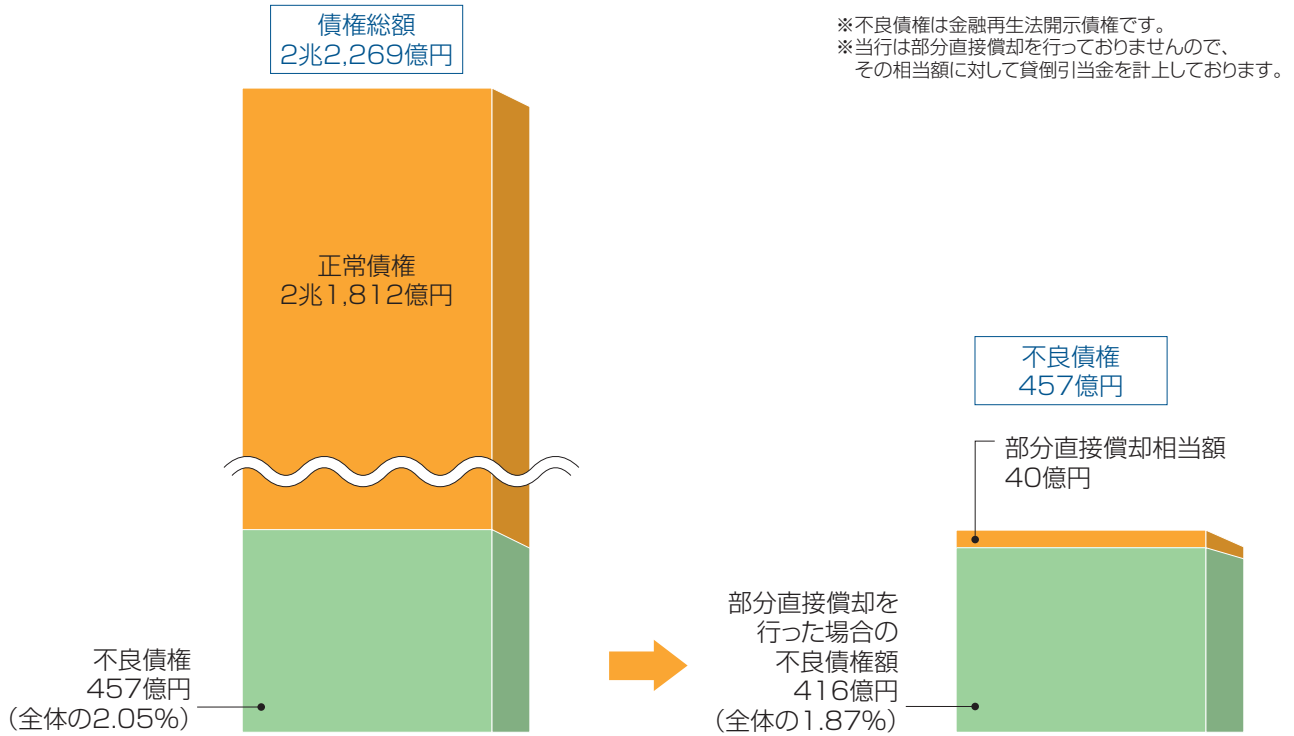 債権総額
2兆2,269億円
※不良債権は金融再生法開示債権です。
※当行は部分直接償却を行っておりませんので、
その相当額に対して貸倒引当金を計上しております。
正常債権
2兆1,812億円
不良債権
457億円
(全体の2.05%)
不良債権
457億円
部分直接償却相当額
40億円
部分直接償却を
行った場合の
不良債権額
416億円
(全体の1.87%)